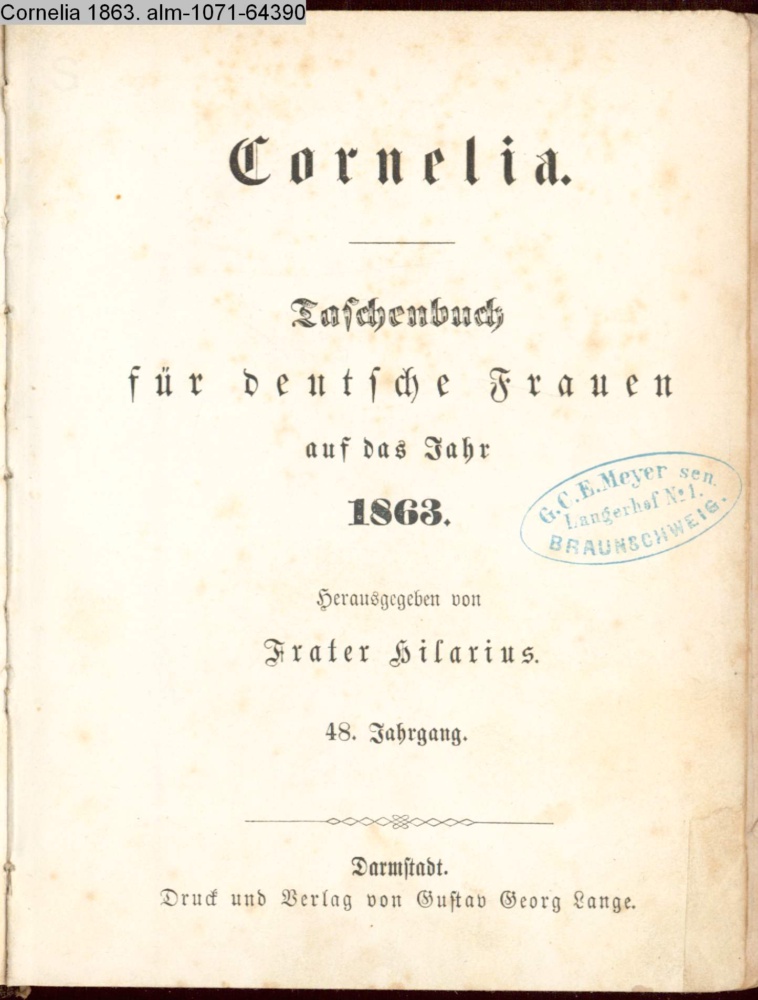 Cornelia 1863. alm-1071-64390
Cornelia.
Taschenbuch
für deutsche Frauen
auf das Jahr
1863.
G.C.E.Meyer sen.
Langerhof No 1.
BRAUNSCHWEIG.
Herausgegeben von
Frater Hilarius.
48. Jahrgang.
Darmstadt.
Druck und Verlag von Gustav Georg Lange.